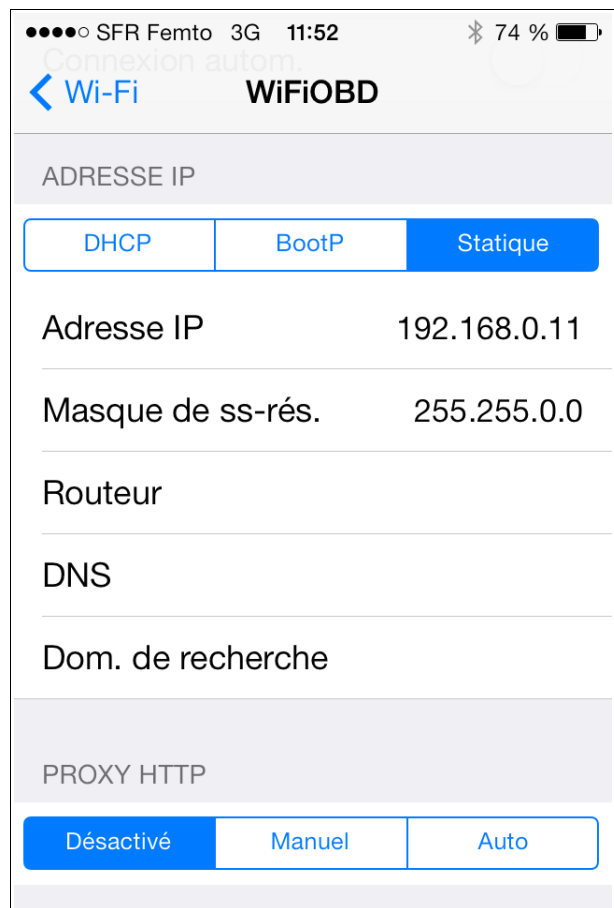 SFR Femto 3G 11:52 74 %
Connexion autom.
Wi-Fi WiFiOBD
ADRESSE IP
DHCP BootP Statique
Adresse IP 192.168.0.11
Masque de ss-rés. 255.255.0.0
Routeur
DNS
Dom. de recherche
PROXY HTTP
Désactivé Manuel Auto